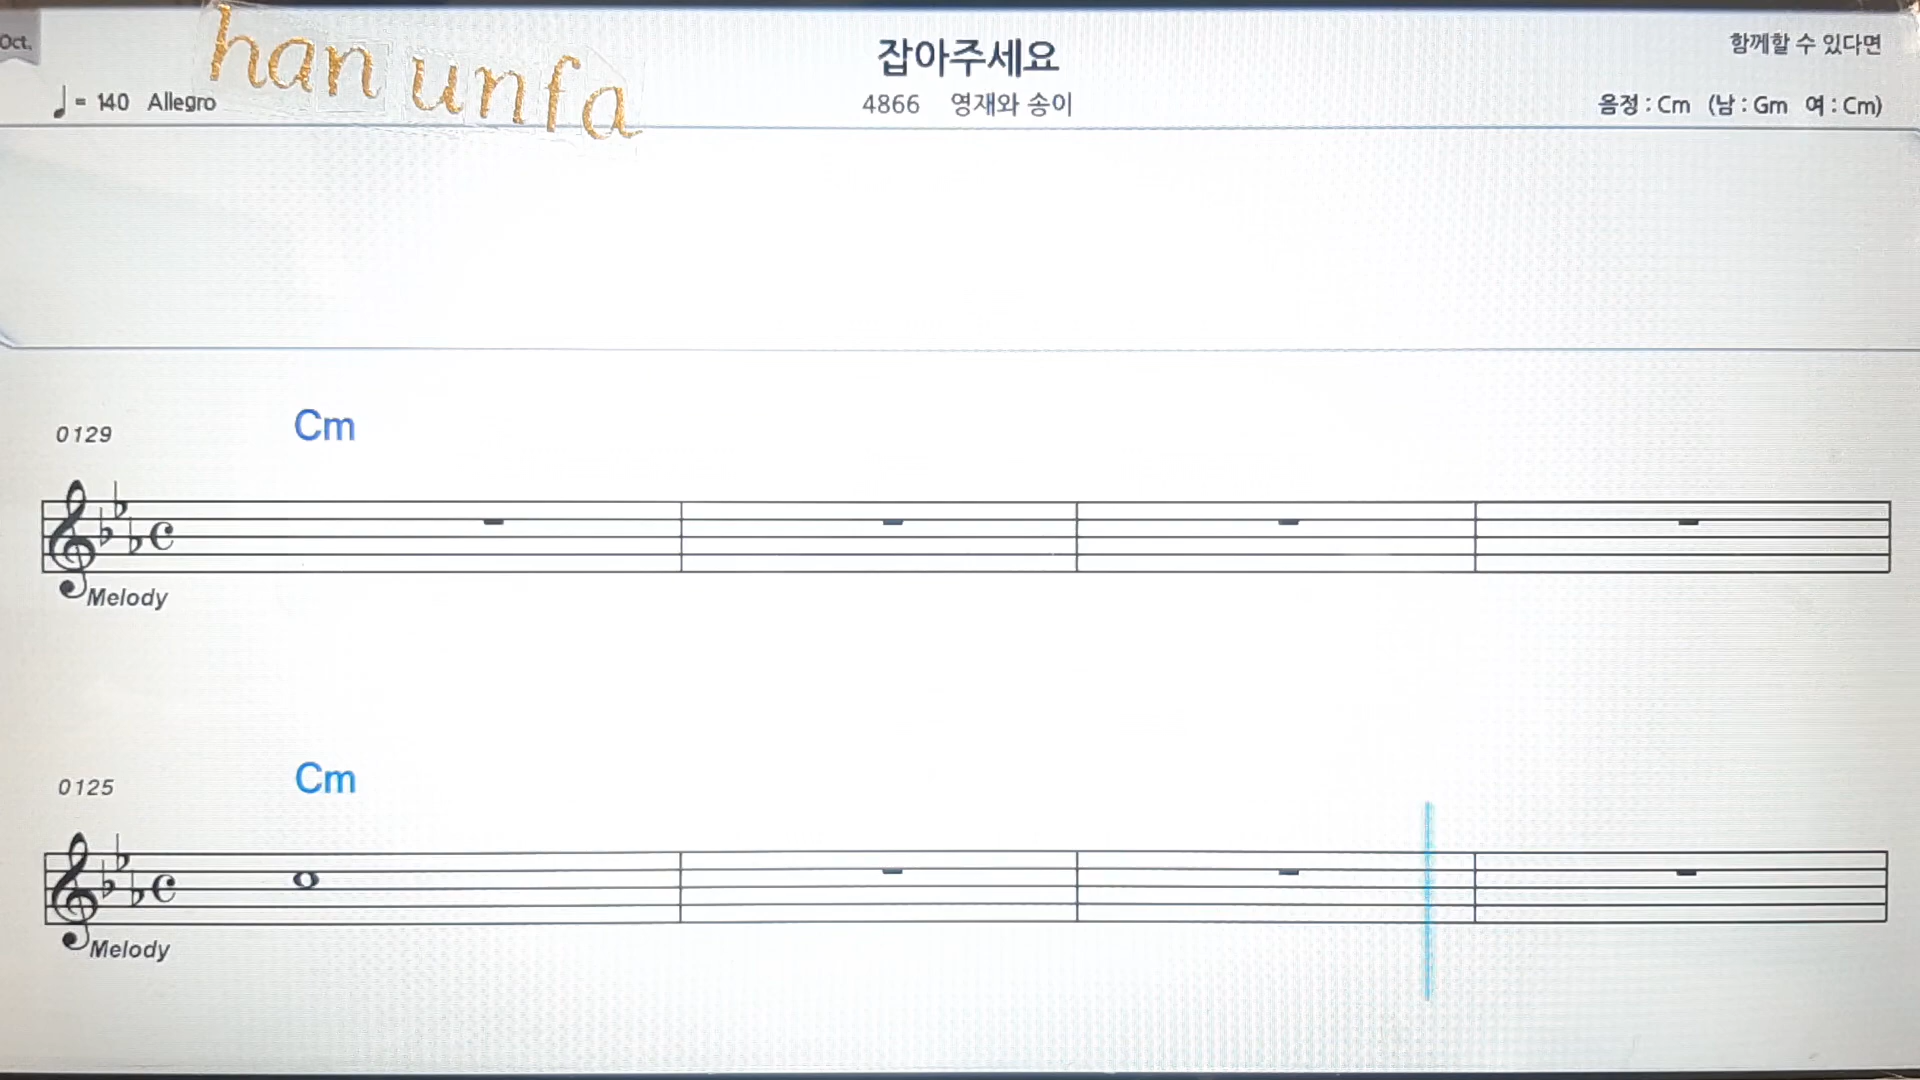 Oct.
han unfa
잡아주세요
함께할 수 있다면
♩ = 140 Allegro
4866 영재와 송이
음정 : Cm (남 : Gm 여 : Cm)
0129
Cm
Melody
0125
Cm
Melody